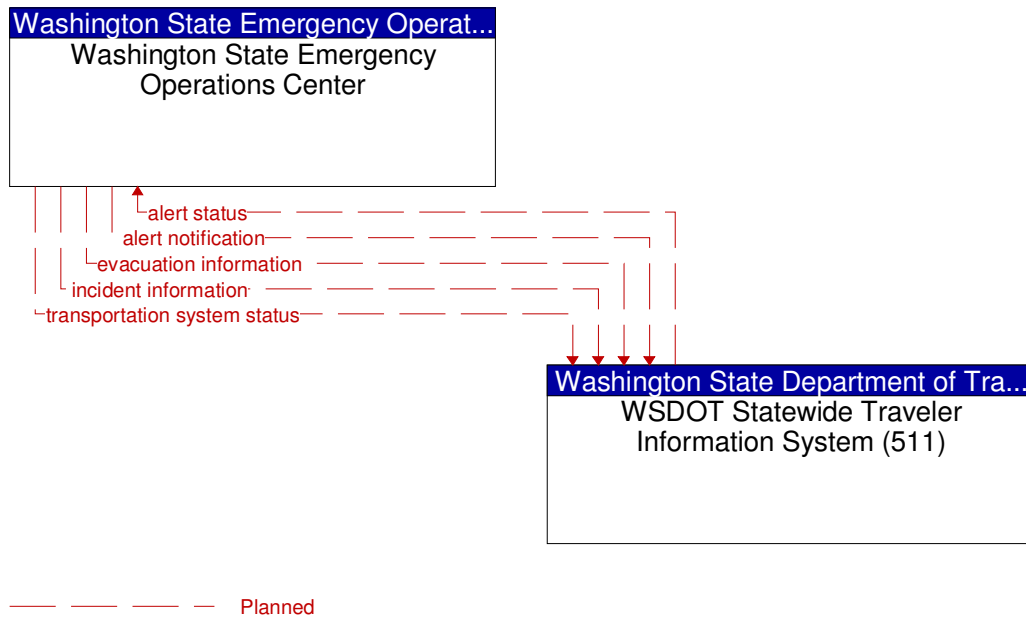 Washington State Emergency Operat...
Washington State Emergency
Operations Center
alert status
alert notification
evacuation information
incident information
transportation system status
Washington State Department of Tra...
WSDOT Statewide Traveler
Information System (511)
Planned